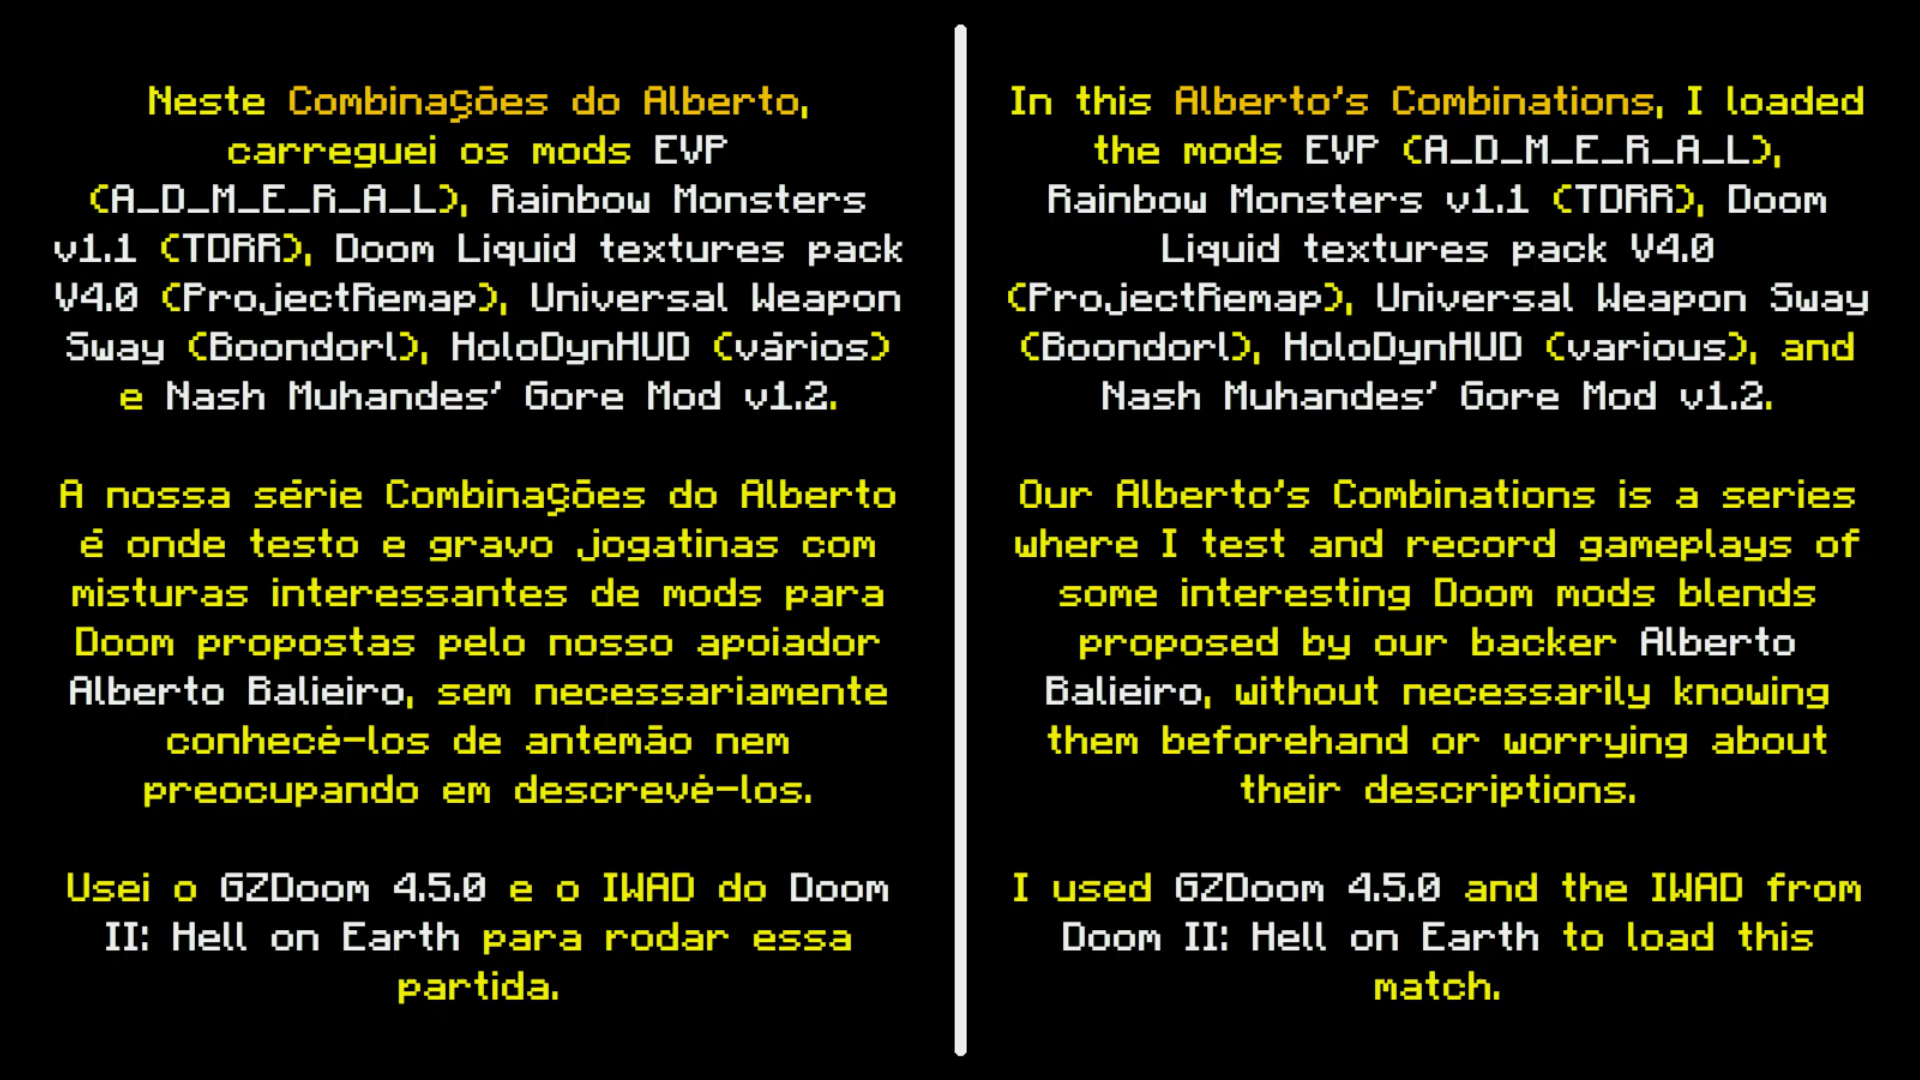 Neste Combinações do Alberto,
carreguei os mods EVP
(A_D_M_E_R_A_L), Rainbow Monsters
v1.1 (TDRR), Doom Liquid textures pack
V4.0 (ProjectRemap), Universal Weapon
Sway (Boondorl), HoloDynHUD (vários)
e Nash Muhandes' Gore Mod v1.2.
A nossa série Combinações do Alberto
é onde testo e gravo jogatinas com
misturas interessantes de mods para
Doom propostas pelo nosso apoiador
Alberto Balieiro, sem necessariamente
conhecê-los de antemão nem
preocupando em descrevê-los.
Usei o GZDoom 4.5.0 e o IWAD do Doom
II: Hell on Earth para rodar essa
partida.
In this Alberto's Combinations, I loaded
the mods EVP (A_D_M_E_R_A_L),
Rainbow Monsters v1.1 (TDRR), Doom
Liquid textures pack V4.0
(ProjectRemap), Universal Weapon Sway
(Boondorl), HoloDynHUD (various), and
Nash Muhandes' Gore Mod v1.2.
Our Alberto's Combinations is a series
where I test and record gameplays of
some interesting Doom mods blends
proposed by our backer Alberto
Balieiro, without necessarily knowing
them beforehand or worrying about
their descriptions.
I used GZDoom 4.5.0 and the IWAD from
Doom II: Hell on Earth to load this
match.